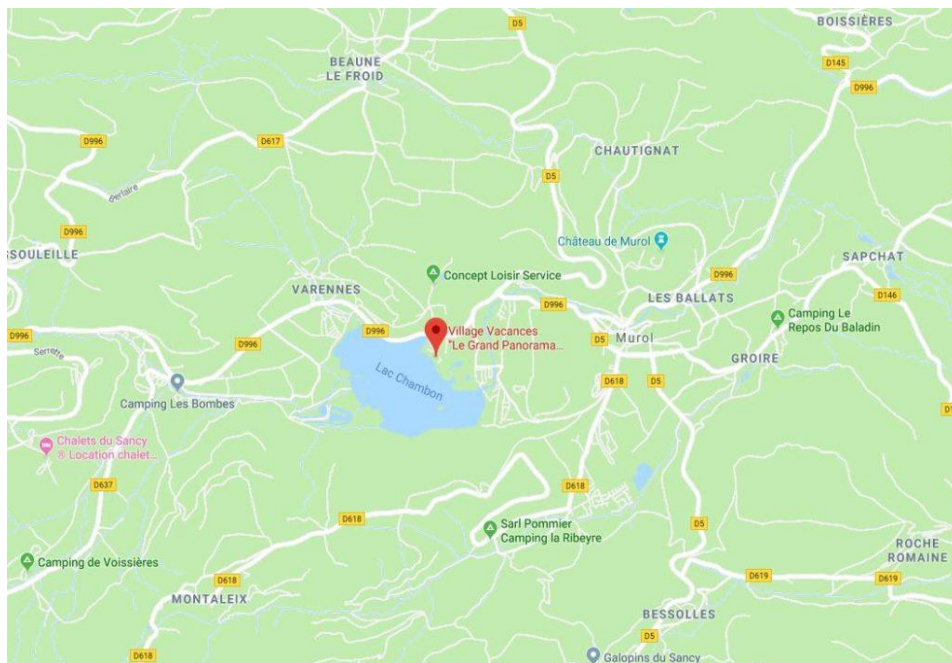 D5
BOISSIÈRES
D145
D996
BEAUNE
LE FROID
D996
D617
CHAUTIGNAT
D5
Berlaire
D996
SSOULEILLE
Château de Murol
SAPCHAT
Concept Loisir Service
D996
VARENNES
D996
LES BALLATS
D146
Camping Le
Repos Du Baladin
D996
D996
D996
Village Vacances
"Le Grand Panorama...
D5
Murol
GROIRE
Serrette
Lac Chambon
D618
D5
Camping Les Bombes
Chalets du Sancy
® Location chalet...
D637
D618
D618
Sarl Pommier
Camping la Ribeyre
D5
ROCHE
ROMAINE
Camping de Voissières
D618
D619
D619
MONTALEIX
BESSOLLES
D5
D618
Galopins du Sancy